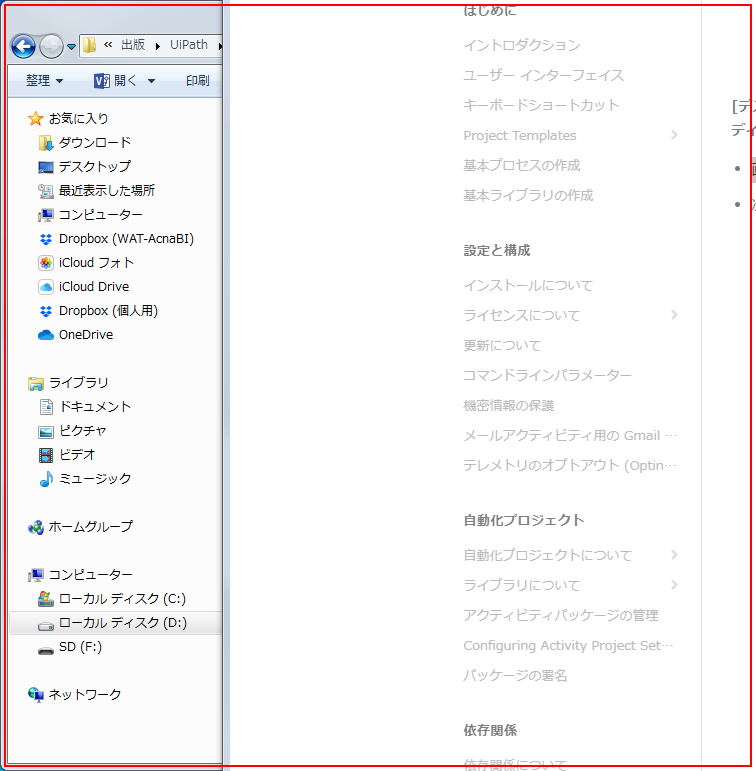 « 出版 ▸ UiPath ▸
整理 ▼ 開く ▼ 印刷
お気に入り
ダウンロード
デスクトップ
最近表示した場所
コンピューター
Dropbox (WAT-AcnaBI)
iCloud フォト
iCloud Drive
Dropbox (個人用)
OneDrive
ライブラリ
ドキュメント
ピクチャ
ビデオ
ミュージック
ホームグループ
コンピューター
ローカル ディスク (C:)
ローカル ディスク (D:)
SD (F:)
ネットワーク
はじめに
イントロダクション
ユーザー インターフェイス
キーボードショートカット
Project Templates
基本プロセスの作成
基本ライブラリの作成
設定と構成
インストールについて
ライセンスについて
更新について
コマンドラインパラメーター
機密情報の保護
メールアクティビティ用の Gmail …
テレメトリのオプトアウト (Optin…
自動化プロジェクト
自動化プロジェクトについて
ライブラリについて
アクティビティパッケージの管理
Configuring Activity Project Set…
パッケージの署名
依存関係
依存関係について
[デ
ディ